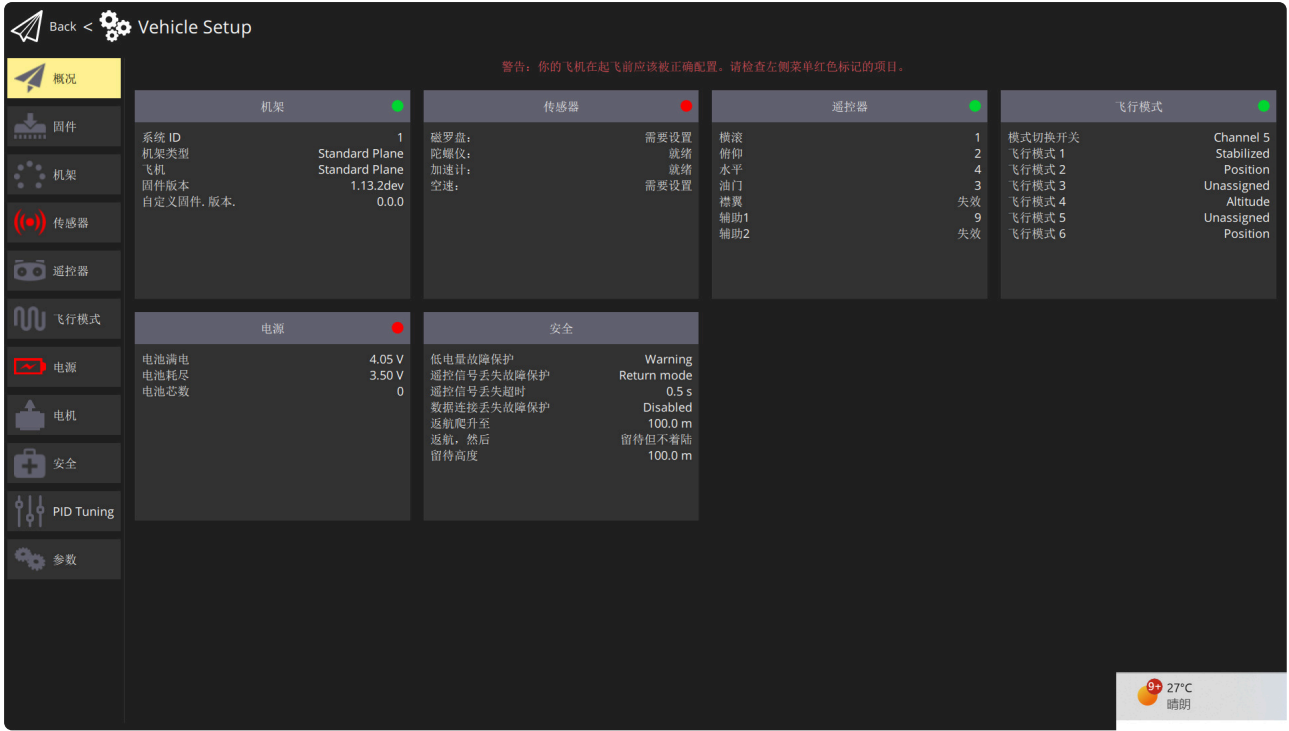 Back < Vehicle Setup
概况
固件
机架
传感器
遥控器
飞行模式
电源
电机
安全
PID Tuning
参数
警告：你的飞机在起飞前应该被正确配置。请检查左侧菜单红色标记的项目。
机架
系统 ID 1
机架类型 Standard Plane
飞机 Standard Plane
固件版本 1.13.2dev
自定义固件. 版本. 0.0.0
传感器
磁罗盘： 需要设置
陀螺仪： 就绪
加速计： 就绪
空速： 需要设置
遥控器
横滚 1
俯仰 2
水平 4
油门 3
襟翼 失效
辅助1 9
辅助2 失效
飞行模式
模式切换开关 Channel 5
飞行模式 1 Stabilized
飞行模式 2 Position
飞行模式 3 Unassigned
飞行模式 4 Altitude
飞行模式 5 Unassigned
飞行模式 6 Position
电源
电池满电 4.05 V
电池耗尽 3.50 V
电池芯数 0
安全
低电量故障保护 Warning
遥控信号丢失故障保护 Return mode
遥控信号丢失超时 0.5 s
数据连接丢失故障保护 Disabled
返航爬升至 100.0 m
返航，然后 留待但不着陆
留待高度 100.0 m
9+ 27°C
晴朗